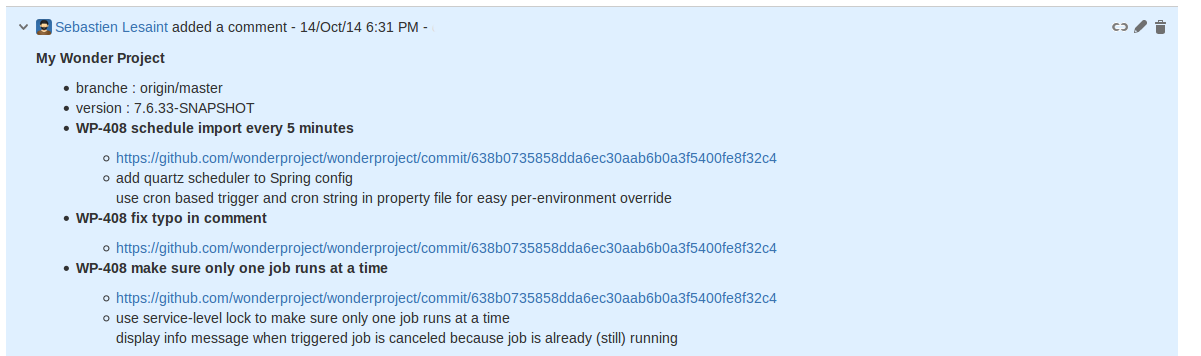 Sebastien Lesaint added a comment - 14/Oct/14 6:31 PM -
My Wonder Project
branche : origin/master
version : 7.6.33-SNAPSHOT
WP-408 schedule import every 5 minutes
https://github.com/wonderproject/wonderproject/commit/638b0735858dda6ec30aab6b0a3f5400fe8f32c4
add quartz scheduler to Spring config
use cron based trigger and cron string in property file for easy per-environment override
WP-408 fix typo in comment
https://github.com/wonderproject/wonderproject/commit/638b0735858dda6ec30aab6b0a3f5400fe8f32c4
WP-408 make sure only one job runs at a time
https://github.com/wonderproject/wonderproject/commit/638b0735858dda6ec30aab6b0a3f5400fe8f32c4
use service-level lock to make sure only one job runs at a time
display info message when triggered job is canceled because job is already (still) running